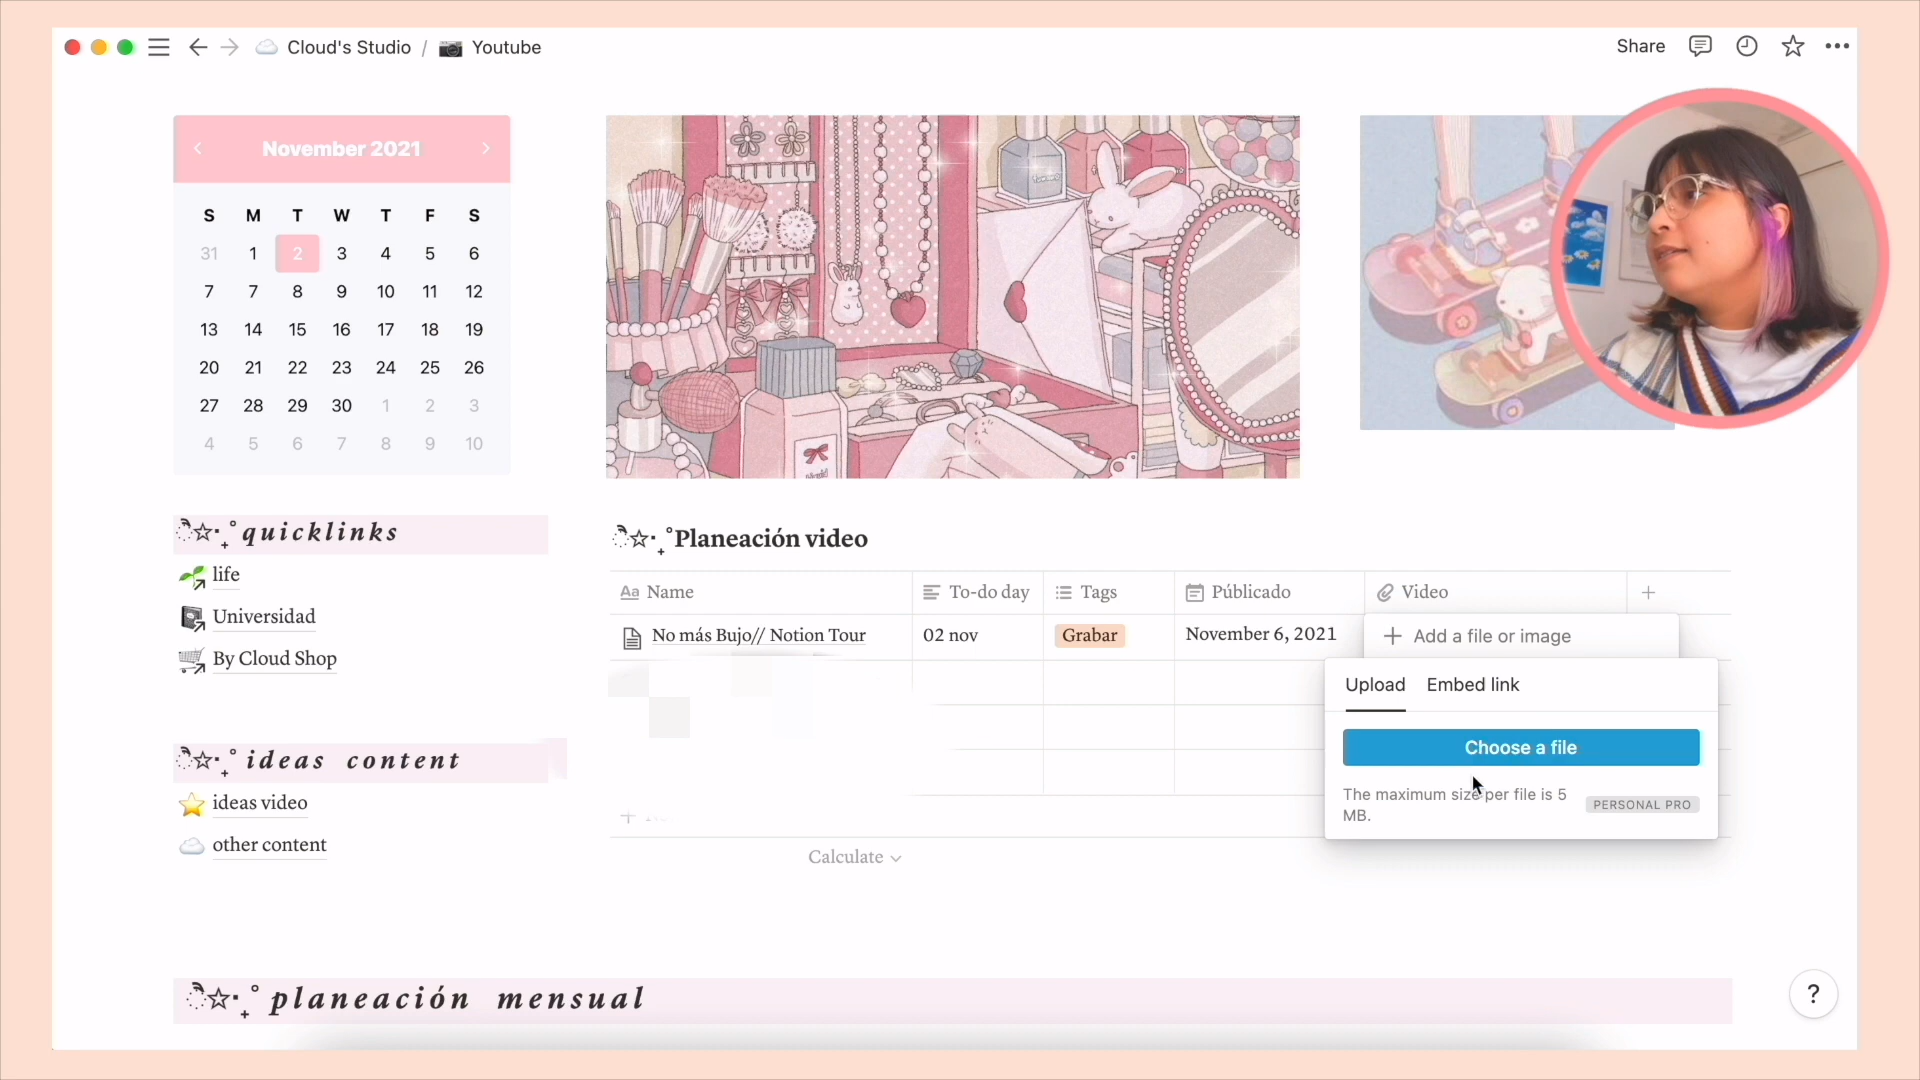 Cloud's Studio / Youtube
Share
November 2021
S M T W T F S
31 1 2 3 4 5 6
7 7 8 9 10 11 12
13 14 15 16 17 18 19
20 21 22 23 24 25 26
27 28 29 30 1 2 3
4 5 6 7 8 9 10
quicklinks
life
Universidad
By Cloud Shop
ideas content
ideas video
other content
Planeación video
Aa Name To-do day Tags Públicado Video
No más Bujo// Notion Tour 02 nov Grabar November 6, 2021
Add a file or image
Upload Embed link
Choose a file
The maximum size per file is 5
MB.
PERSONAL PRO
Calculate
planeación mensual
?